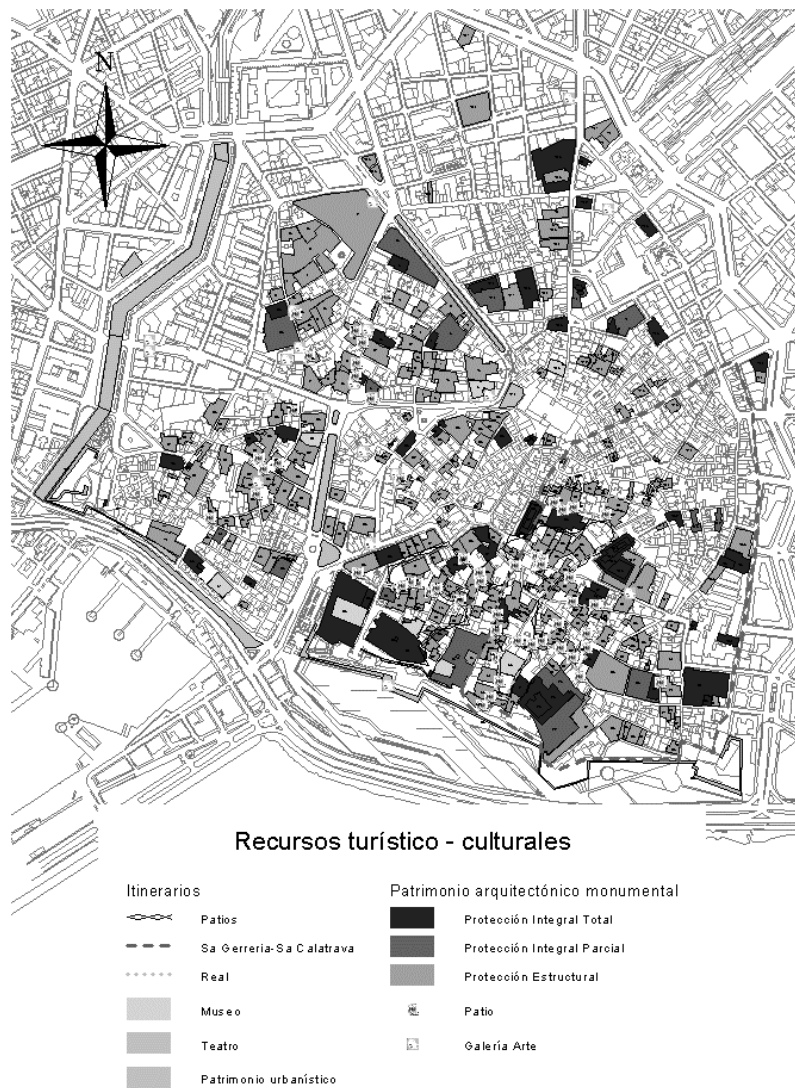 N
Recursos turístico - culturales
Itinerarios
Patios
Sa Gerreria-Sa Calatrava
Real
Museo
Teatro
Patrimonio urbanístico
Patrimonio arquitectónico monumental
Protección Integral Total
Protección Integral Parcial
Protección Estructural
Patio
Galería Arte